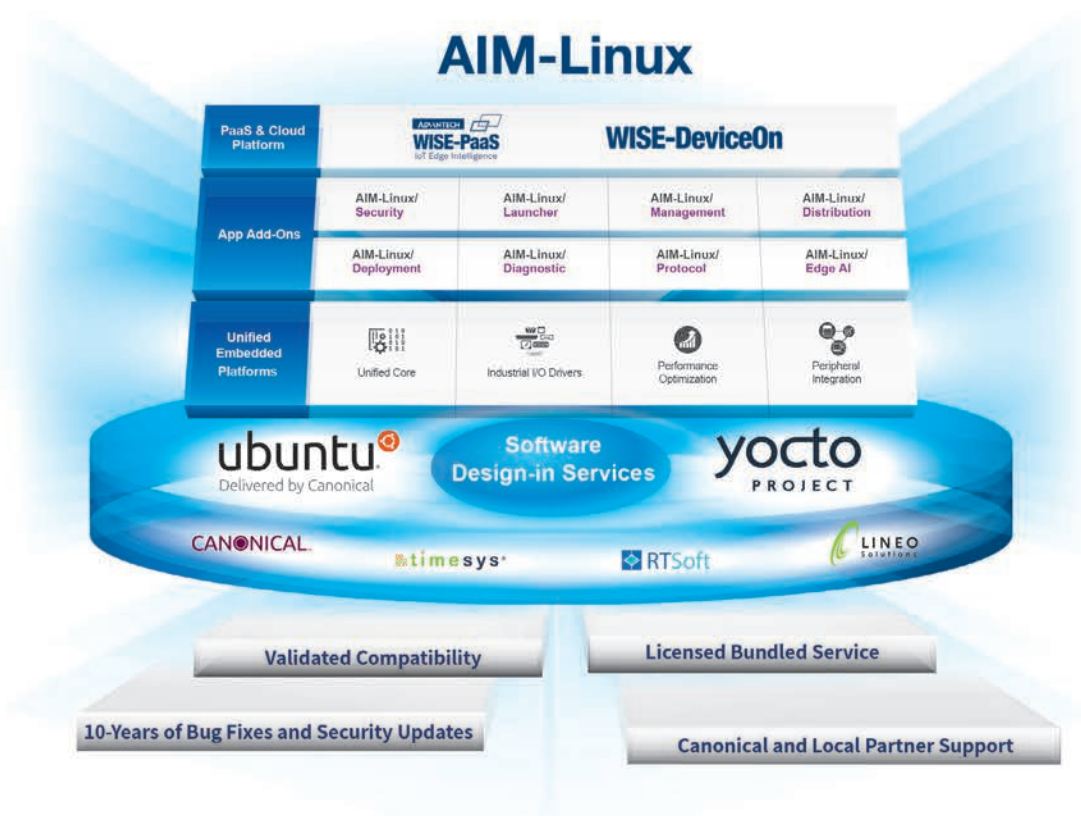 AIM-Linux
PaaS & Cloud
Platform
ADVANTECH
WISE-PaaS
IoT Edge Intelligence
WISE-DeviceOn
App Add-Ons
AIM-Linux/
Security
AIM-Linux/
Launcher
AIM-Linux/
Management
AIM-Linux/
Distribution
AIM-Linux/
Deployment
AIM-Linux/
Diagnostic
AIM-Linux/
Protocol
AIM-Linux/
Edge AI
Unified
Embedded
Platforms
Unified Core
Industrial I/O Drivers
Performance
Optimization
Peripheral
Integration
ubuntu
Delivered by Canonical
Software
Design-in Services
yocto
PROJECT
CANONICAL
timesys
RTSoft
LINEO
Solutions
Validated Compatibility
Licensed Bundled Service
10-Years of Bug Fixes and Security Updates
Canonical and Local Partner Support